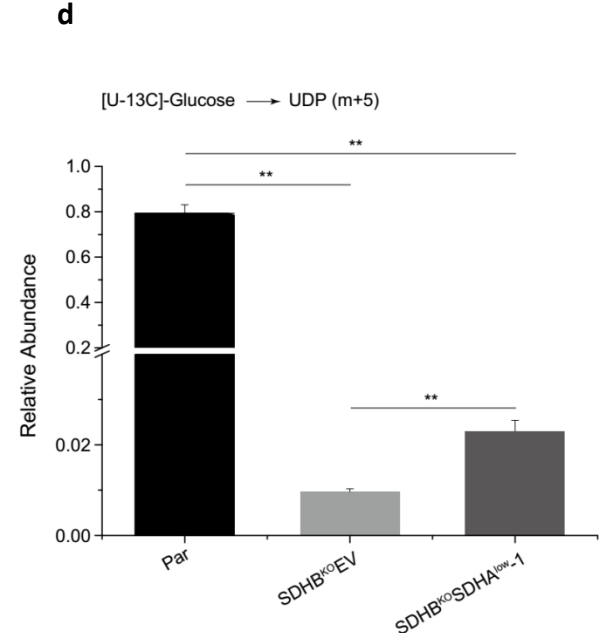 d
[U-13C]-Glucose ⟶ UDP (m+5)
**
**
1.0
0.8
0.6
0.4
0.2
**
0.02
0.00
Relative Abundance
Par
SDHBᴷᴼEV
SDHBᴷᴼSDHAˡᵒʷ-1